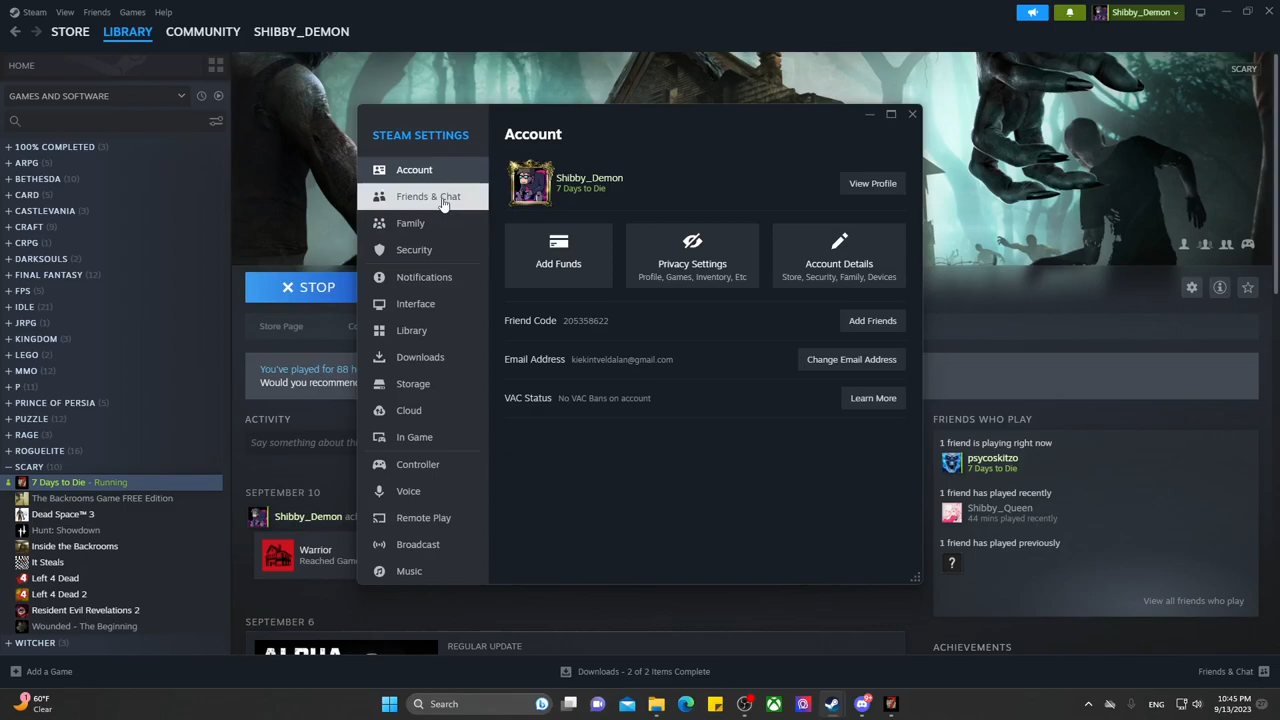 Steam View Friends Games Help
Shibby_Demon
STORE LIBRARY COMMUNITY SHIBBY_DEMON
HOME
SCARY
GAMES AND SOFTWARE
+ 100% COMPLETED (3)
+ ARPG (5)
+ BETHESDA (10)
+ CARD (5)
+ CASTLEVANIA (3)
+ CRAFT (9)
+ CRPG (3)
+ DARKSOULS (2)
+ FINAL FANTASY (12)
+ FPS (5)
+ IDLE (21)
+ JRPG (1)
+ KINGDOM (3)
+ LEGO (2)
+ MMO (12)
+ P (11)
+ PRINCE OF PERSIA (5)
+ PUZZLE (12)
+ RAGE (3)
+ ROGUELITE (16)
— SCARY (10)
7 Days to Die - Running
The Backrooms Game FREE Edition
Dead Space™ 3
Hunt: Showdown
Inside the Backrooms
It Steals
Left 4 Dead
Left 4 Dead 2
Resident Evil Revelations 2
Wounded - The Beginning
+ WITCHER (3)
Add a Game
STOP
Store Page
You've played for 88 h
Would you recommen
ACTIVITY
Say something about thi
SEPTEMBER 10
Shibby_Demon ac
Warrior
Reached Gam
SEPTEMBER 6
REGULAR UPDATE
ALPHA
STEAM SETTINGS
Account
Friends & Chat
Family
Security
Notifications
Interface
Library
Downloads
Storage
Cloud
In Game
Controller
Voice
Remote Play
Broadcast
Music
Account
Shibby_Demon
7 Days to Die
View Profile
Add Funds
Privacy Settings
Profile, Games, Inventory, Etc
Account Details
Store, Security, Family, Devices
Friend Code 205358622 Add Friends
Email Address kiekintveldalan@gmail.com Change Email Address
VAC Status No VAC Bans on account Learn More
FRIENDS WHO PLAY
1 friend is playing right now
psycoskitzo
7 Days to Die
1 friend has played recently
Shibby_Queen
44 mins played recently
1 friend has played previously
?
View all friends who play
ACHIEVEMENTS
Downloads - 2 of 2 Items Complete
Friends & Chat
60°F
Clear
Search
ENG
10:45 PM
9/13/2023